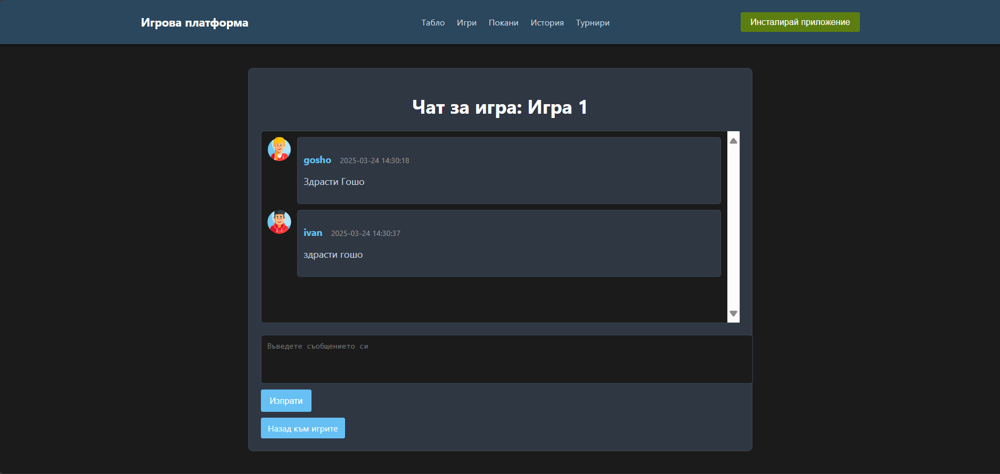 Игрова платформа
Табло Игри Покани История Турнири
Инсталирай приложение
Чат за игра: Игра 1
gosho 2025-03-24 14:30:18
Здрасти Гошо
ivan 2025-03-24 14:30:37
здрасти гошо
Въведете съобщението си
Изпрати
Назад към игрите